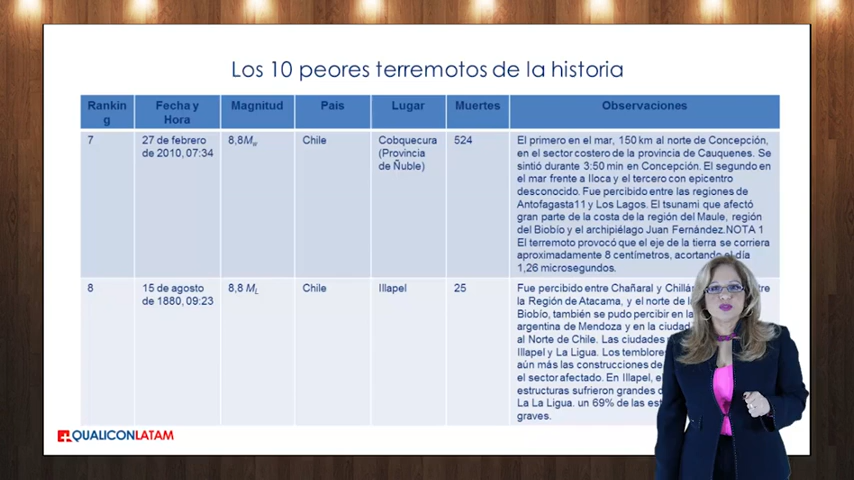 Los 10 peores terremotos de la historia
Rankin
g
Fecha y
Hora
Magnitud
País
Lugar
Muertes
Observaciones
7
27 de febrero
de 2010, 07:34
8,8Mw
Chile
Cobquecura
(Provincia
de Ñuble)
524
El primero en el mar, 150 km al norte de Concepción,
en el sector costero de la provincia de Cauquenes. Se
sintió durante 3:50 min en Concepción. El segundo en
el mar frente a Iloca y el tercero con epicentro
desconocido. Fue percibido entre las regiones de
Antofagasta11 y Los Lagos. El tsunami que afectó
gran parte de la costa de la región del Maule, región
del Biobío y el archipiélago Juan Fernández.NOTA 1
El terremoto provocó que el eje de la tierra se corriera
aproximadamente 8 centímetros, acortando el día
1,26 microsegundos.
8
15 de agosto
de 1880, 09:23
8,8 ML
Chile
Illapel
25
Fue percibido entre Chañaral y
la Región de Atacama, y el norte de
Biobío, también se pudo percibir en la
argentina de Mendoza y en la ciudad
al Norte de Chile. Las ciudades
Illapel y La Ligua. Los
aún más las construcciones de
el sector afectado. En Illapel,
estructuras sufrieron grandes
La La Ligua. un 69% de las
graves.
QUALICONLATAM